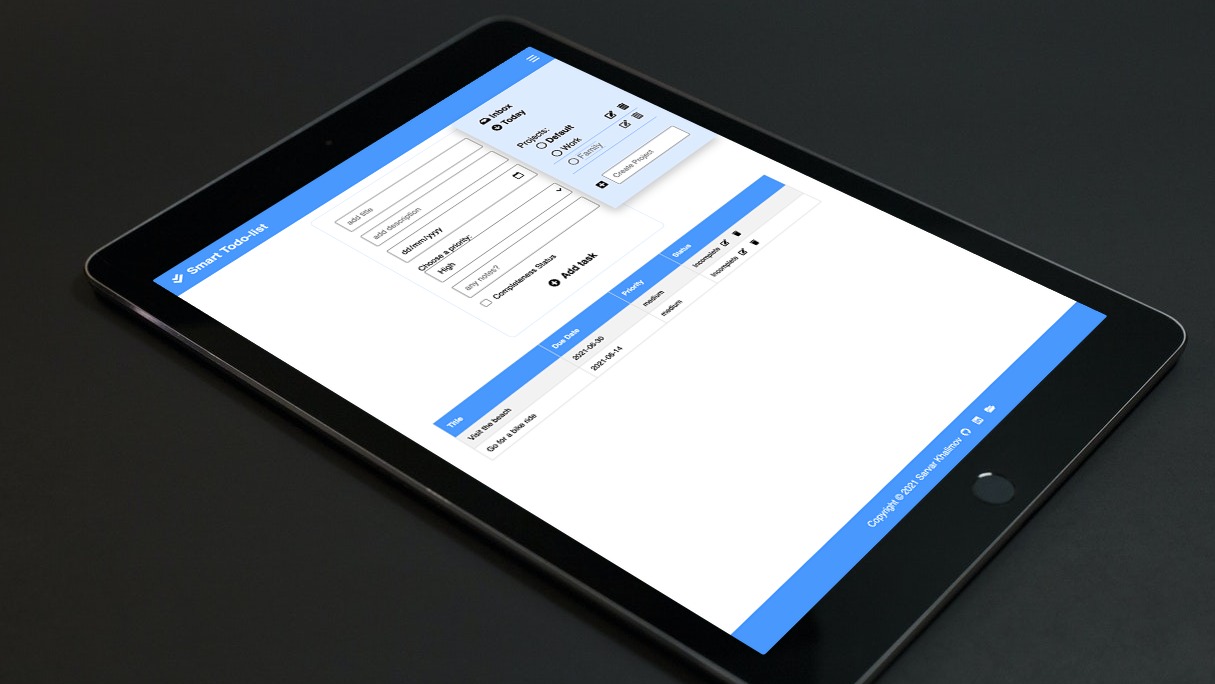 Smart Todo-list
Inbox
Today
Projects:
Default
Work
Family
Create Project
add title
add description
dd/mm/yyyy
Choose a priority:
High
any notes?
Completeness Status
Add task
Title Due Date Priority Status
Visit the beach 2021-06-30 medium Incomplete
Go for a bike ride 2021-06-14 medium Incomplete
Copyright © 2021 Sarvar Khalimov